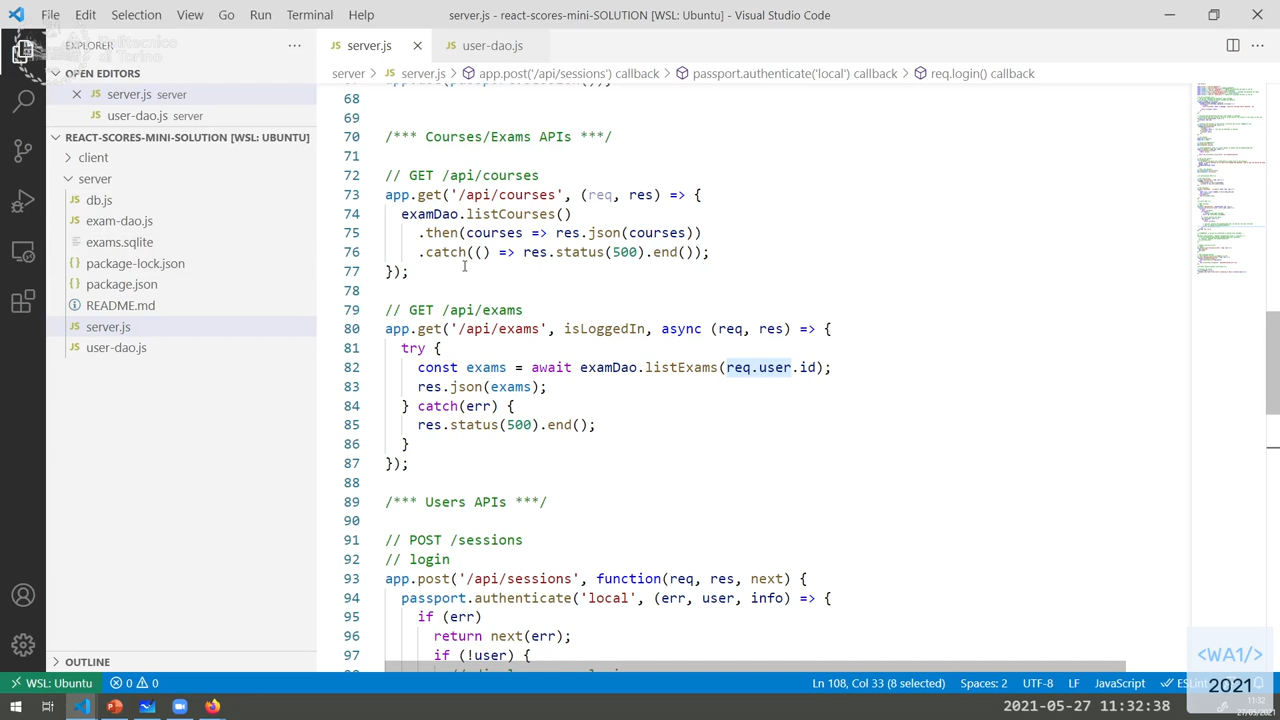 File Edit Selection View Go Run Terminal Help server.js - react-scores-mini-SOLUTION [WSL: Ubuntu] - Visual Studio Code
EXPLORER
Politecnico
di Torino
OPEN EDITORS
server.js server
user-dao.js server
REACT-SCORES-MINI-SOLUTION [WSL: UBUNTU]
client
server
db.js
exam-dao.js
exams.sqlite
package-lock.json
package.json
README.md
server.js
user-dao.js
OUTLINE
server.js user-dao.js
server > server.js > app.post('/api/sessions') callback > passport.authenticate('local') callback > req.login() callback
68
69
70 /*** Courses/Exams APIs ***/
71
72 // GET /api/courses
73 app.get('/api/courses', (req, res) => {
74 examDao.listCourses()
75 .then(courses => res.json(courses))
76 .catch(() => res.status(500).end());
77 });
78
79 // GET /api/exams
80 app.get('/api/exams', isLoggedIn, async (req, res) => {
81 try {
82 const exams = await examDao.listExams(req.user.id);
83 res.json(exams);
84 } catch(err) {
85 res.status(500).end();
86 }
87 });
88
89 /*** Users APIs ***/
90
91 // POST /sessions
92 // login
93 app.post('/api/sessions', function(req, res, next) {
94 passport.authenticate('local', (err, user, info) => {
95 if (err)
96 return next(err);
97 if (!user) {
<WA1/>
2021
WSL: Ubuntu 0 0 Ln 108, Col 33 (8 selected) Spaces: 2 UTF-8 LF JavaScript ESLint
2021-05-27 11:32:38
11:32
27/05/2021